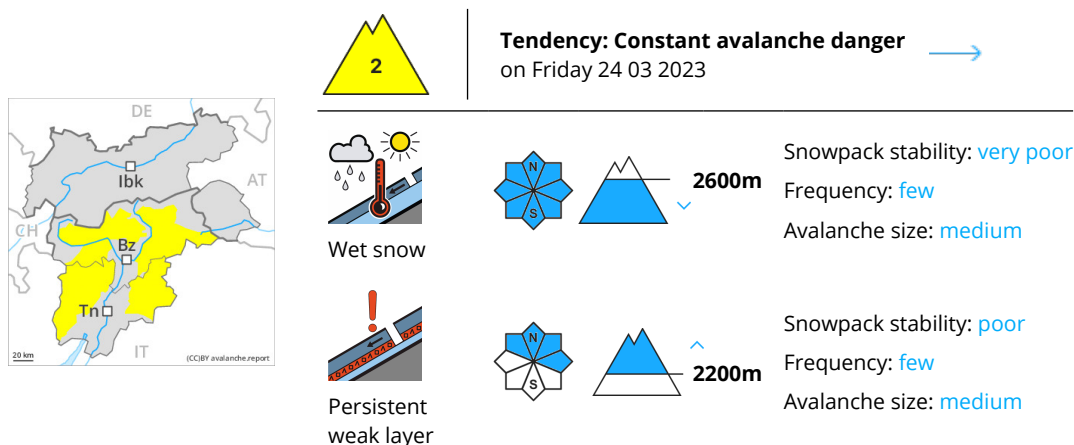 2
Tendency: Constant avalanche danger
on Friday 24 03 2023
DE
Ibk
AT
CH
Bz
Tn
IT
20 km
(CC)BY avalanche.report
Wet snow
N
S
2600m
Snowpack stability: very poor
Frequency: few
Avalanche size: medium
Persistent
weak layer
N
S
2200m
Snowpack stability: poor
Frequency: few
Avalanche size: medium